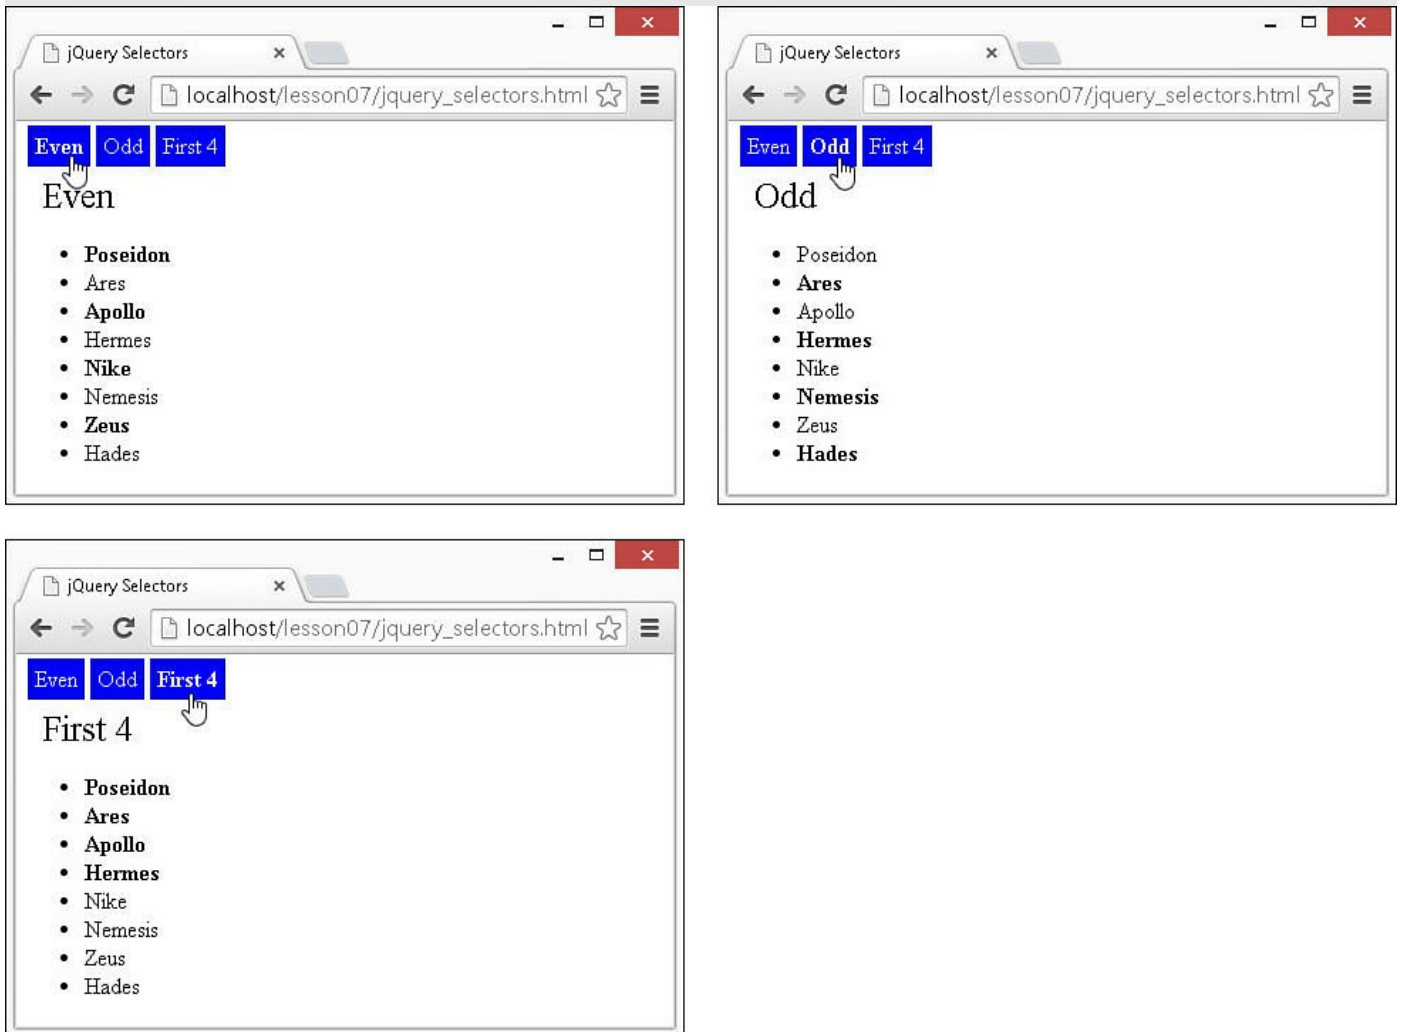 jQuery Selectors
localhost/lesson07/jquery_selectors.html
Even Odd First 4
Even
• Poseidon
• Ares
• Apollo
• Hermes
• Nike
• Nemesis
• Zeus
• Hades
jQuery Selectors
localhost/lesson07/jquery_selectors.html
Even Odd First 4
Odd
• Poseidon
• Ares
• Apollo
• Hermes
• Nike
• Nemesis
• Zeus
• Hades
jQuery Selectors
localhost/lesson07/jquery_selectors.html
Even Odd First 4
First 4
• Poseidon
• Ares
• Apollo
• Hermes
• Nike
• Nemesis
• Zeus
• Hades